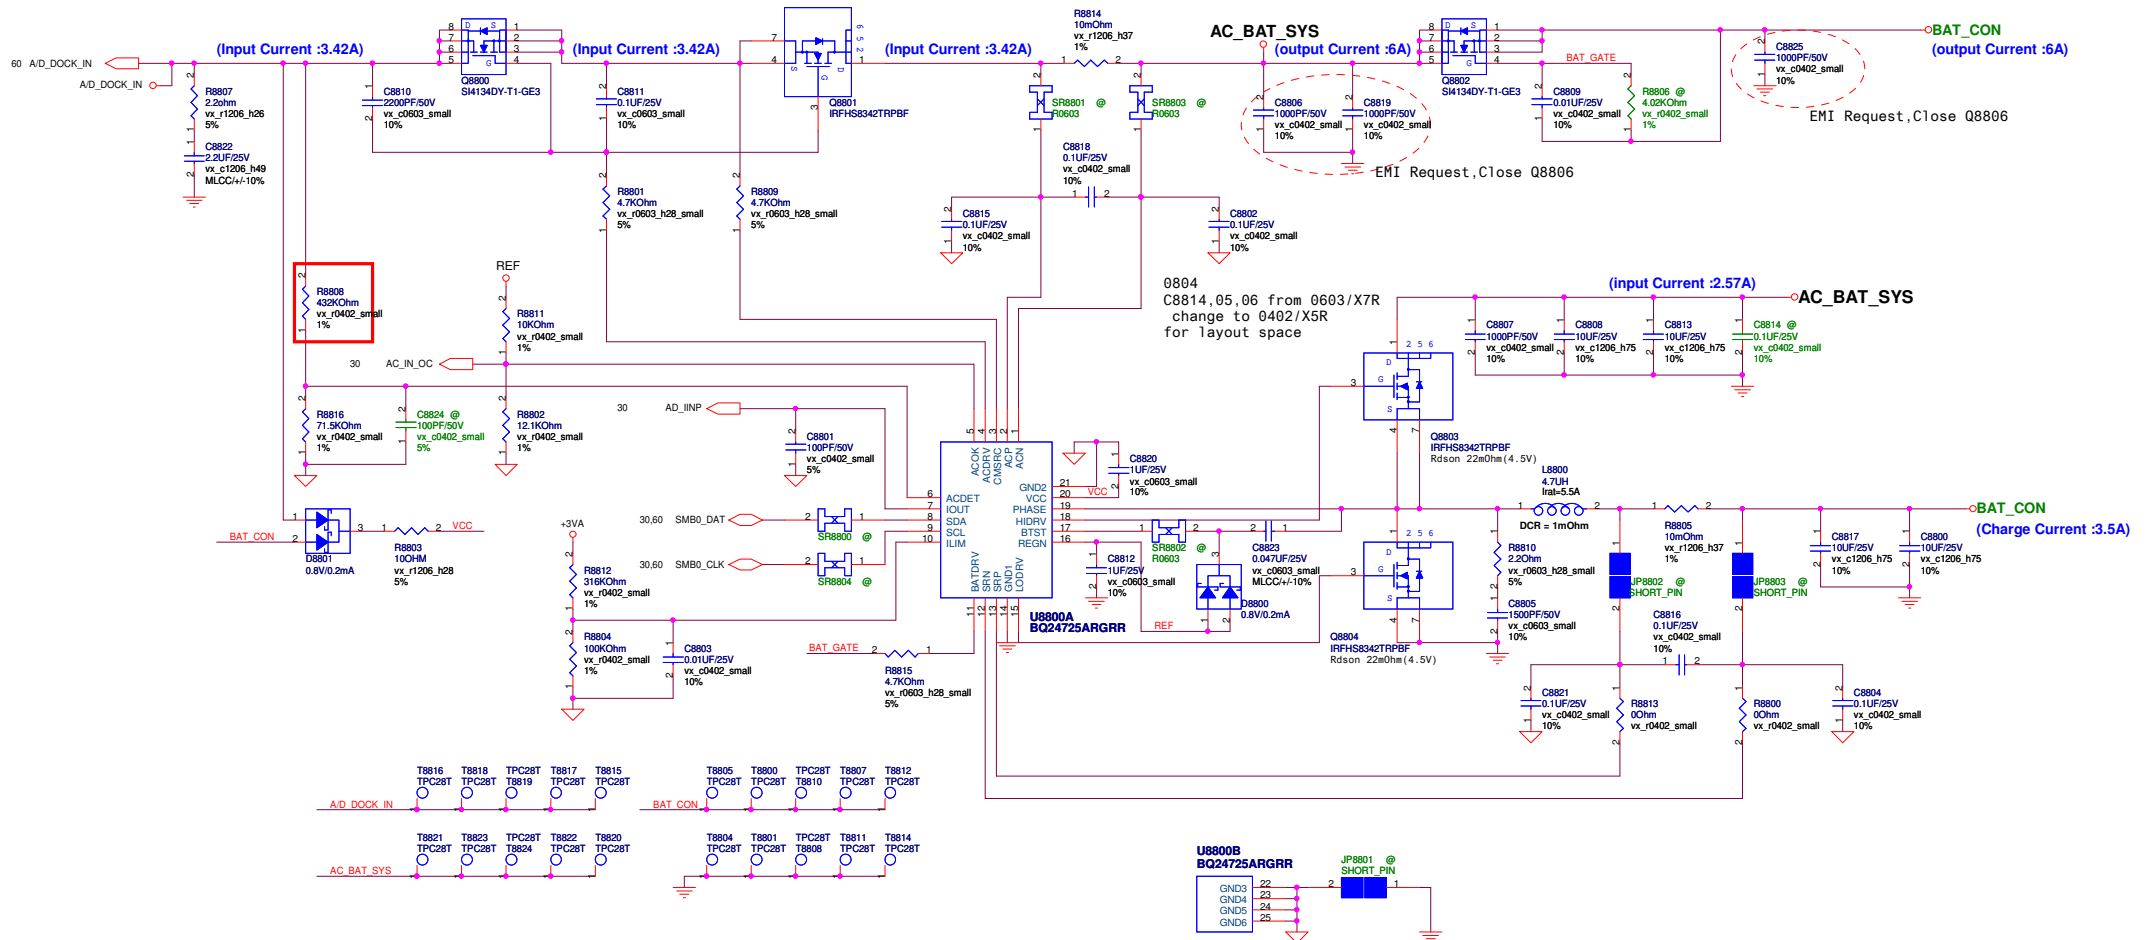 (Input Current :3.42A)
(Input Current :3.42A)
(Input Current :3.42A)
AC_BAT_SYS
(output Current :6A)
BAT_CON
(output Current :6A)
60 A/D_DOCK_IN
A/D_DOCK_IN
R8807
2.2ohm
vx_r1206_h26
5%
C8822
2.2UF/25V
vx_c1206_h49
MLCC/+/-10%
C8810
2200PF/50V
vx_c0603_small
10%
Q8800
SI4134DY-T1-GE3
C8811
0.1UF/25V
vx_c0603_small
10%
Q8801
IRFHS8342TRPBF
R8814
10mOhm
vx_r1206_h37
1%
SR8801 @
R0603
SR8803 @
R0603
C8818
0.1UF/25V
vx_c0402_small
10%
C8806
1000PF/50V
vx_c0402_small
10%
C8819
1000PF/50V
vx_c0402_small
10%
EMI Request,Close Q8806
Q8802
SI4134DY-T1-GE3
BAT_GATE
C8809
0.01UF/25V
vx_c0402_small
10%
R8806 @
4.02KOhm
vx_r0402_small
1%
C8825
1000PF/50V
vx_c0402_small
10%
EMI Request,Close Q8806
R8801
4.7KOhm
vx_r0603_h28_small
5%
R8809
4.7KOhm
vx_r0603_h28_small
5%
C8815
0.1UF/25V
vx_c0402_small
10%
C8802
0.1UF/25V
vx_c0402_small
10%
R8808
432KOhm
vx_r0402_small
1%
REF
R8811
10KOhm
vx_r0402_small
1%
0804
C8814,05,06 from 0603/X7R
change to 0402/X5R
for layout space
(input Current :2.57A)
AC_BAT_SYS
C8807
1000PF/50V
vx_c0402_small
10%
C8808
10UF/25V
vx_c1206_h75
10%
C8813
10UF/25V
vx_c1206_h75
10%
C8814 @
0.1UF/25V
vx_c0402_small
10%
30 AC_IN_OC
R8816
71.5KOhm
vx_r0402_small
1%
C8824 @
100PF/50V
vx_c0402_small
5%
R8802
12.1KOhm
vx_r0402_small
1%
30 AD_IINP
C8801
100PF/50V
vx_c0402_small
5%
ACOK
ACDRV
CMSRC
ACP
ACN
6 ACDET
7 IOUT
8 SDA
9 SCL
10 ILIM
GND2 21
VCC 20
PHASE 19
HIDRV 18
BTST 17
REGN 16
BATDRV
SRN
SRP
GND1
LODRV
11
12
13
14
15
U8800A
BQ24725ARGRR
VCC
C8820
1UF/25V
vx_c0603_small
10%
Q8803
IRFHS8342TRPBF
Rdson 22mOhm(4.5V)
L8800
4.7UH
Irat=5.5A
DCR = 1mOhm
R8805
10mOhm
vx_r1206_h37
1%
BAT_CON
(Charge Current :3.5A)
BAT_CON
D8801
0.8V/0.2mA
R8803
10OHM
vx_r1206_h28
5%
VCC
+3VA
R8812
316KOhm
vx_r0402_small
1%
R8804
100KOhm
vx_r0402_small
1%
C8803
0.01UF/25V
vx_c0402_small
10%
30,60 SMB0_DAT
SR8800 @
30,60 SMB0_CLK
SR8804 @
BAT_GATE
R8815
4.7KOhm
vx_r0603_h28_small
5%
C8812
1UF/25V
vx_c0603_small
10%
SR8802 @
R0603
C8823
0.047UF/25V
vx_c0603_small
MLCC/+/-10%
D8800
0.8V/0.2mA
REF
Q8804
IRFHS8342TRPBF
Rdson 22mOhm(4.5V)
R8810
2.2Ohm
vx_r0603_h28_small
5%
C8805
1500PF/50V
vx_c0603_small
10%
JP8802 @
SHORT_PIN
JP8803 @
SHORT_PIN
C8817
10UF/25V
vx_c1206_h75
10%
C8800
10UF/25V
vx_c1206_h75
10%
C8816
0.1UF/25V
vx_c0402_small
10%
C8821
0.1UF/25V
vx_c0402_small
10%
R8813
0Ohm
vx_r0402_small
R8800
0Ohm
vx_r0402_small
C8804
0.1UF/25V
vx_c0402_small
10%
T8816 T8818 TPC28T T8817 T8815
TPC28T TPC28T T8819 TPC28T TPC28T
A/D_DOCK_IN
T8805 T8800 TPC28T T8807 T8812
TPC28T TPC28T T8810 TPC28T TPC28T
BAT_CON
T8821 T8823 TPC28T T8822 T8820
TPC28T TPC28T T8824 TPC28T TPC28T
AC_BAT_SYS
T8804 T8801 TPC28T T8811 T8814
TPC28T TPC28T T8808 TPC28T TPC28T
U8800B
BQ24725ARGRR
GND3 22
GND4 23
GND5 24
GND6 25
JP8801 @
SHORT_PIN